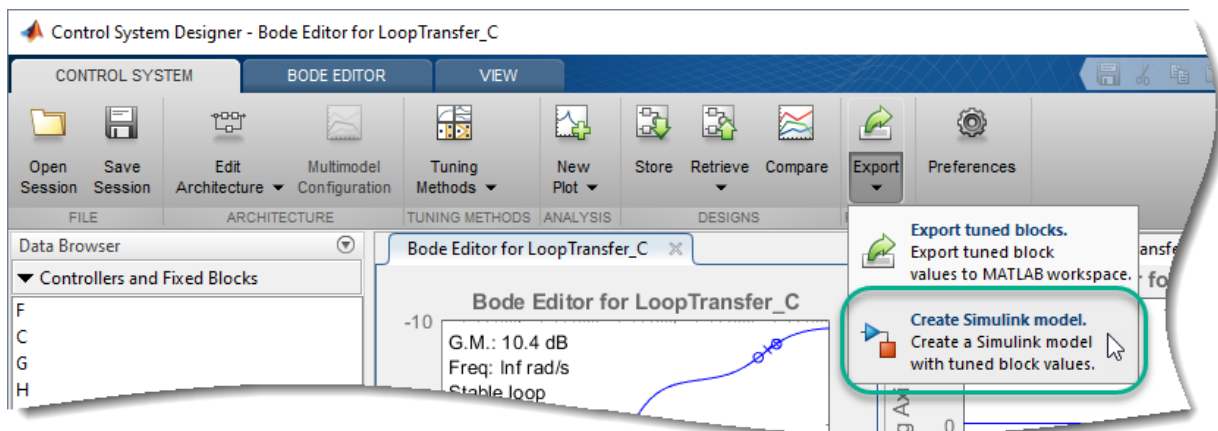 Control System Designer - Bode Editor for LoopTransfer_C
CONTROL SYSTEM
BODE EDITOR
VIEW
Open
Session
Save
Session
Edit
Architecture
Multimodel
Configuration
Tuning
Methods
New
Plot
Store
Retrieve
Compare
Export
Preferences
FILE
ARCHITECTURE
TUNING METHODS
ANALYSIS
DESIGNS
Data Browser
Controllers and Fixed Blocks
F
C
G
H
Bode Editor for LoopTransfer_C
Bode Editor for LoopTransfer_C
-10
G.M.: 10.4 dB
Freq: Inf rad/s
Stable loop
Export tuned blocks.
Export tuned block
values to MATLAB workspace.
Create Simulink model.
Create a Simulink model
with tuned block values.
0